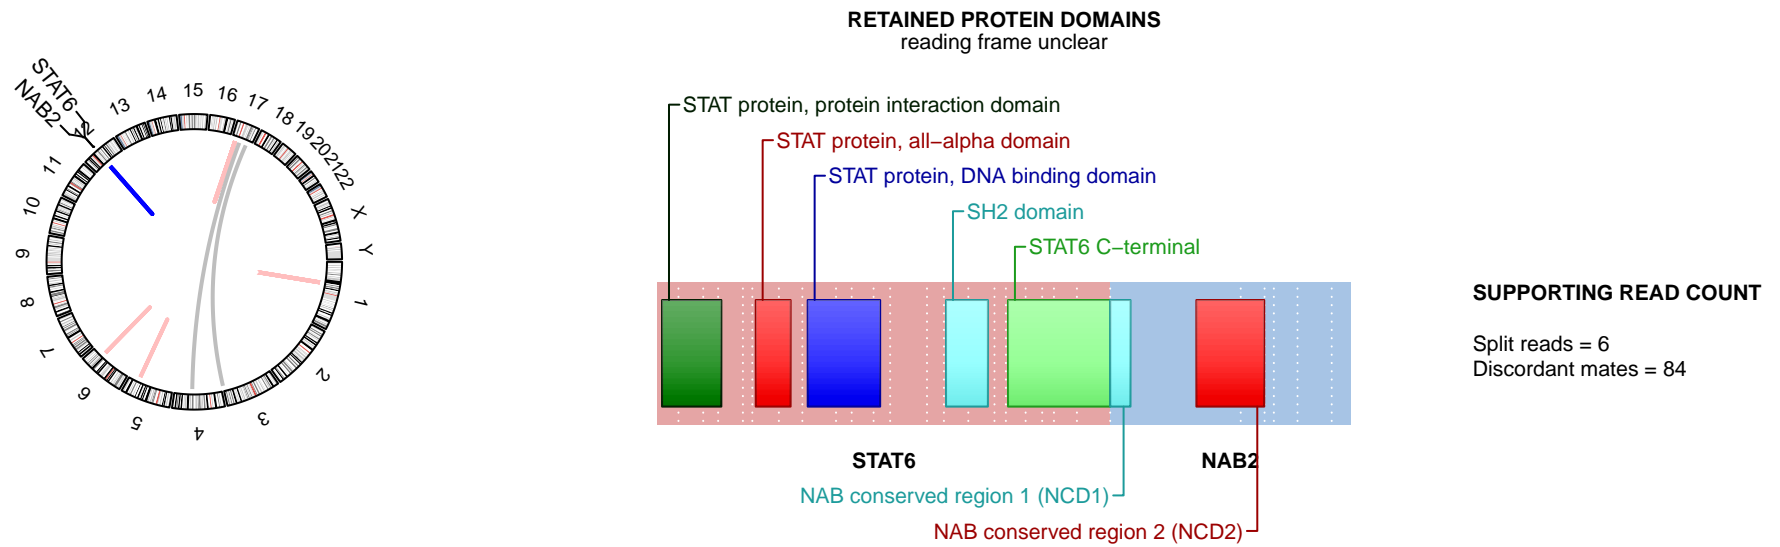 RETAINED PROTEIN DOMAINS
reading frame unclear
STAT6
NAB2
12
13
14
15
16
17
18
19
20
21
22
X
Y
1
2
3
4
5
6
7
8
9
10
11
STAT protein, protein interaction domain
STAT protein, all−alpha domain
STAT protein, DNA binding domain
SH2 domain
STAT6 C−terminal
STAT6
NAB2
NAB conserved region 1 (NCD1)
NAB conserved region 2 (NCD2)
SUPPORTING READ COUNT
Split reads = 6
Discordant mates = 84